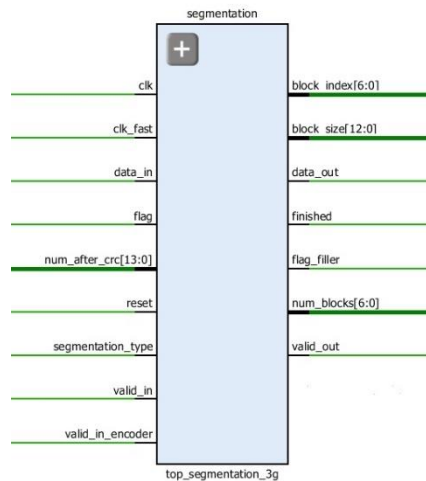 segmentation
clk
clk_fast
data_in
flag
num_after_crc[13:0]
reset
segmentation_type
valid_in
valid_in_encoder
block_index[6:0]
block_size[12:0]
data_out
finished
flag_filler
num_blocks[6:0]
valid_out
top_segmentation_3g